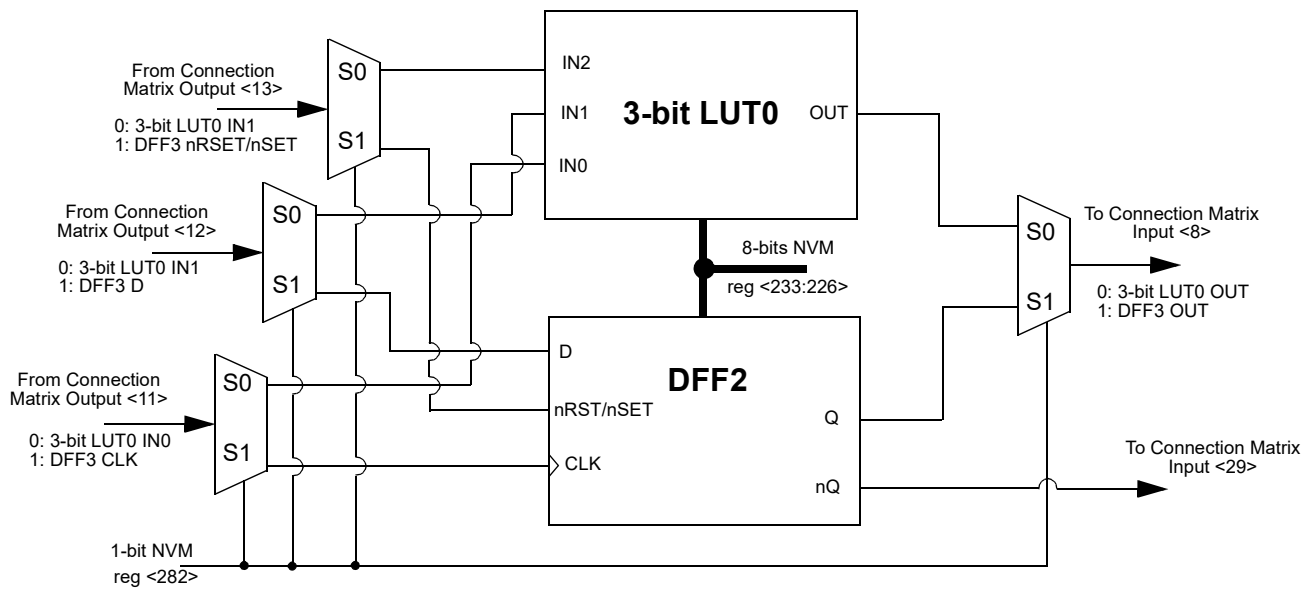 From Connection
Matrix Output <13>
0: 3-bit LUT0 IN1
1: DFF3 nRSET/nSET
S0
S1
From Connection
Matrix Output <12>
0: 3-bit LUT0 IN1
1: DFF3 D
S0
S1
From Connection
Matrix Output <11>
0: 3-bit LUT0 IN0
1: DFF3 CLK
S0
S1
1-bit NVM
reg <282>
IN2
IN1
IN0
3-bit LUT0
OUT
8-bits NVM
reg <233:226>
D
nRST/nSET
CLK
DFF2
Q
nQ
S0
S1
To Connection Matrix
Input <8>
0: 3-bit LUT0 OUT
1: DFF3 OUT
To Connection Matrix
Input <29>